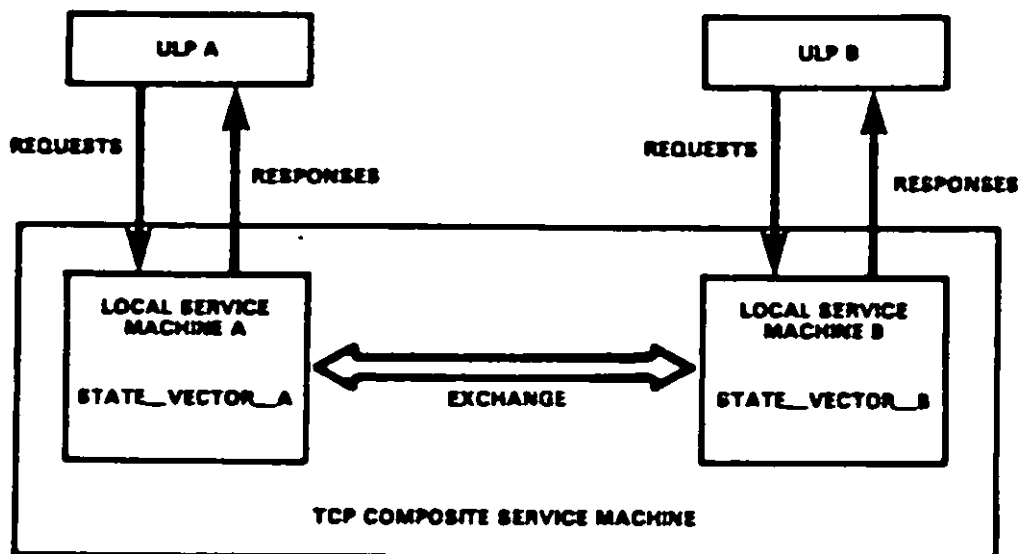 ULP A
ULP B
REQUESTS
RESPONSES
REQUESTS
RESPONSES
LOCAL SERVICE
MACHINE A
STATE_VECTOR_A
EXCHANGE
LOCAL SERVICE
MACHINE B
STATE_VECTOR_B
TCP COMPOSITE SERVICE MACHINE